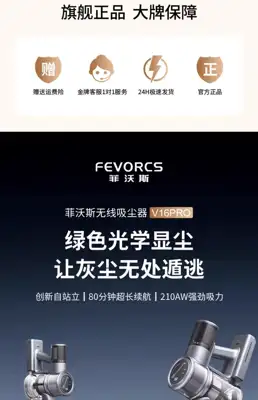 旗舰正品 大牌保障
赠
正
赠送运费险
金牌客服1对1服务
24H极速发货
官方正品
FEVORCS
菲沃斯
菲沃斯无线吸尘器 V16PRO
绿色光学显尘
让灰尘无处遁逃
创新自站立 | 80分钟超长续航 | 210AW强劲吸力